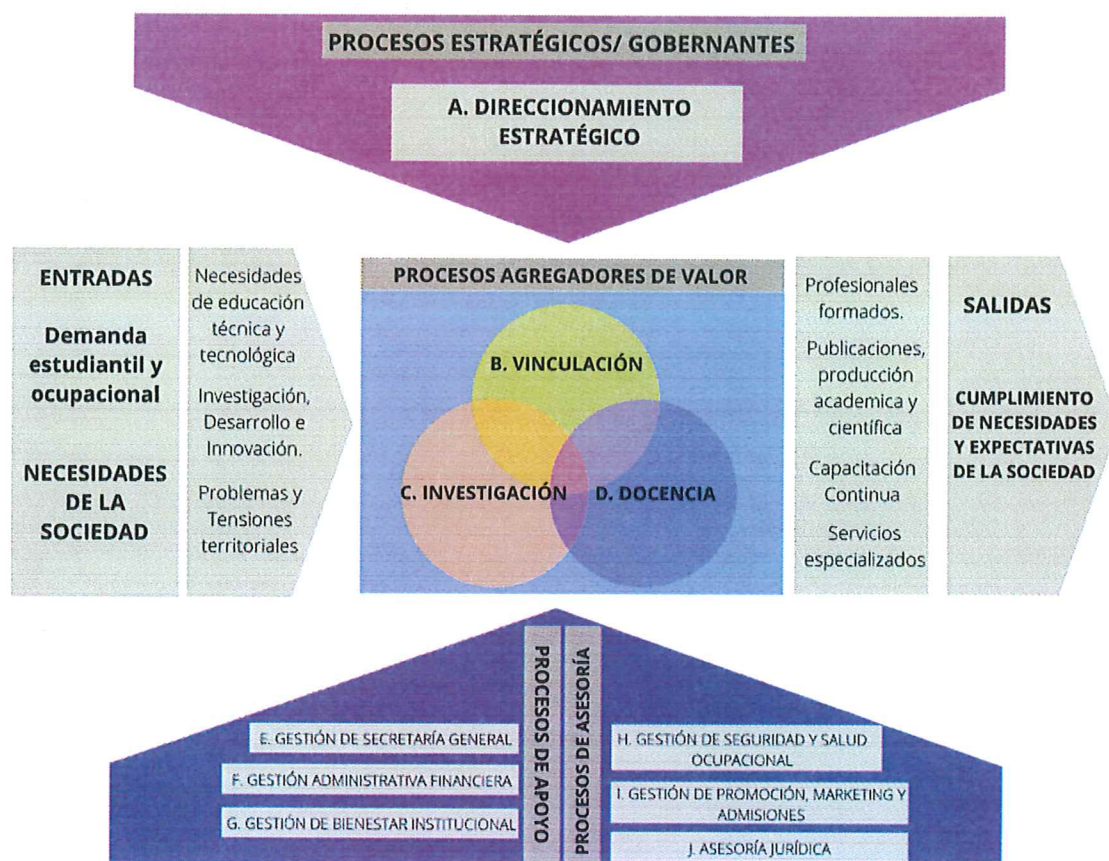 PROCESOS ESTRATÉGICOS/ GOBERNANTES
A. DIRECCIONAMIENTO
ESTRATÉGICO
ENTRADAS
Demanda
estudiantil y
ocupacional
NECESIDADES
DE LA
SOCIEDAD
Necesidades
de educación
técnica y
tecnológica
Investigación,
Desarrollo e
Innovación.
Problemas y
Tensiones
territoriales
PROCESOS AGREGADORES DE VALOR
B. VINCULACIÓN
C. INVESTIGACIÓN
D. DOCENCIA
Profesionales
formados.
Publicaciones,
producción
academica y
científica
Capacitación
Continua
Servicios
especializados
SALIDAS
CUMPLIMIENTO
DE NECESIDADES
Y EXPECTATIVAS
DE LA SOCIEDAD
PROCESOS DE APOYO
E. GESTIÓN DE SECRETARÍA GENERAL
F. GESTIÓN ADMINISTRATIVA FINANCIERA
G. GESTIÓN DE BIENESTAR INSTITUCIONAL
PROCESOS DE ASESORÍA
H. GESTIÓN DE SEGURIDAD Y SALUD
OCUPACIONAL
I. GESTIÓN DE PROMOCIÓN, MARKETING Y
ADMISIONES
J. ASESORÍA JURÍDICA